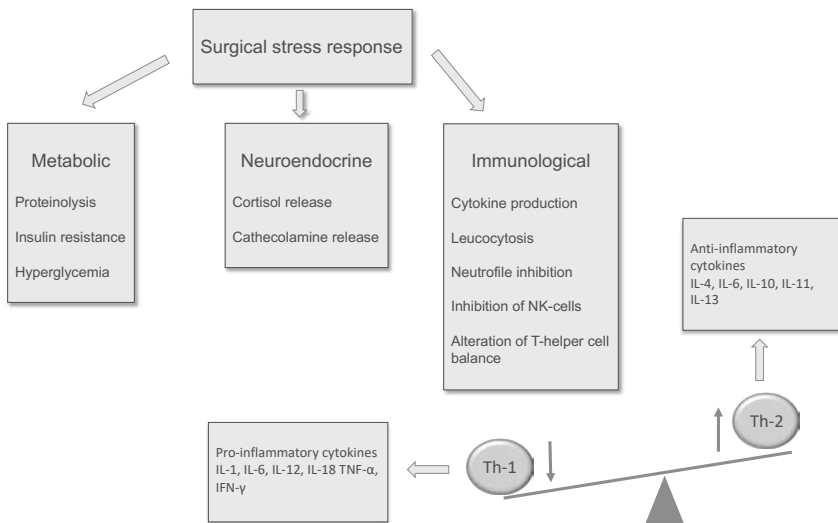 Surgical stress response
Metabolic
Proteinolysis
Insulin resistance
Hyperglycemia
Neuroendocrine
Cortisol release
Cathecolamine release
Immunological
Cytokine production
Leucocytosis
Neutrofile inhibition
Inhibition of NK-cells
Alteration of T-helper cell
balance
Anti-inflammatory
cytokines
IL-4, IL-6, IL-10, IL-11,
IL-13
Th-2
Pro-inflammatory cytokines
IL-1, IL-6, IL-12, IL-18 TNF-α,
IFN-γ
Th-1